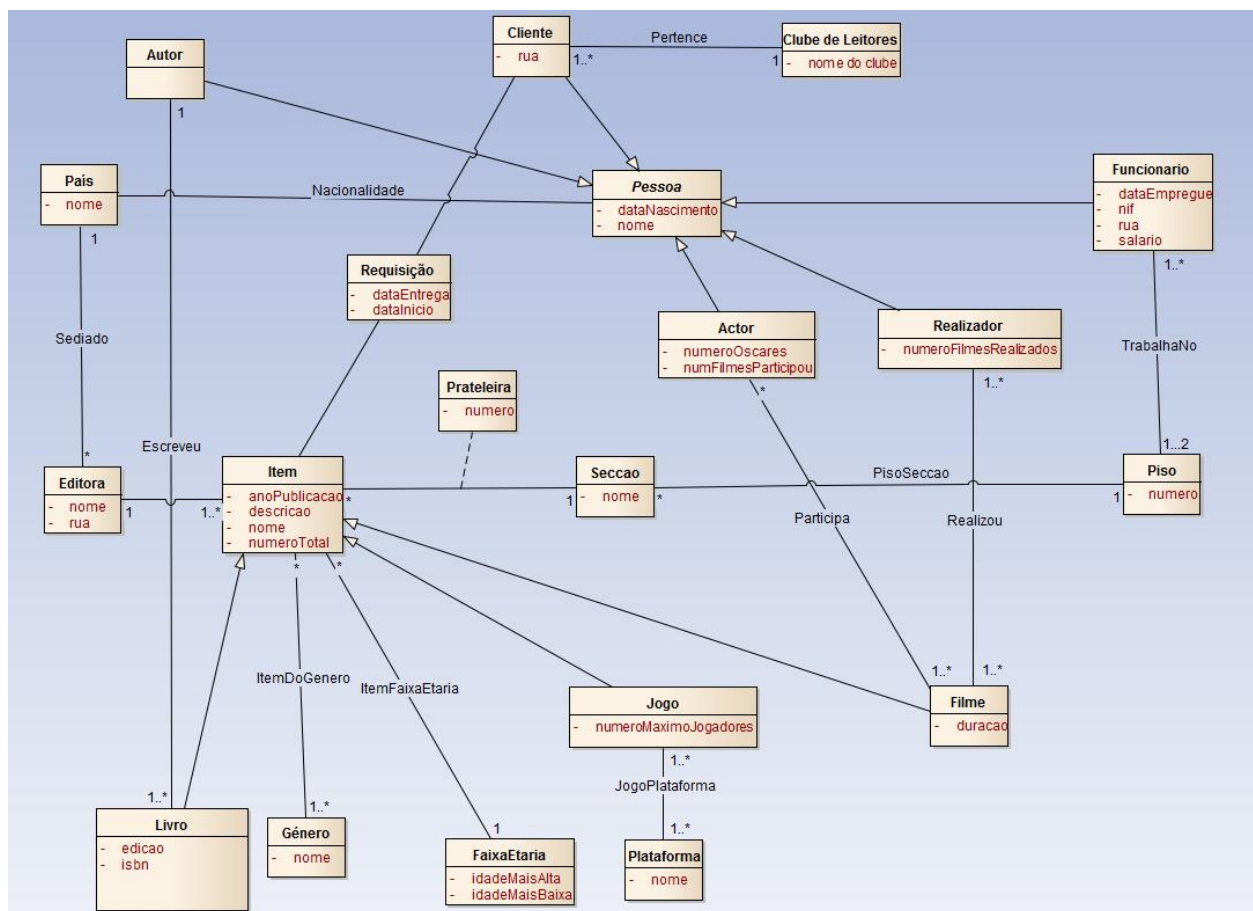 Cliente
- rua
Pertence
1..*
1
Clube de Leitores
- nome do clube
Autor
1
País
- nome
1
Nacionalidade
Pessoa
- dataNascimento
- nome
Funcionario
- dataEmpregue
- nif
- rua
- salario
1..*
Requisição
- dataEntrega
- dataInicio
Actor
- numeroOscares
- numFilmesParticipou
*
Realizador
- numeroFilmesRealizados
1..*
Sediado
TrabalhaNo
Prateleira
- numero
Escreveu
*
Editora
- nome
- rua
1
1..*
Item
- anoPublicacao
- descricao
- nome
- numeroTotal
*
1
Seccao
- nome
*
PisoSeccao
1
1...2
Piso
- numero
Participa
Realizou
*
*
ItemDoGenero
ItemFaixaEtaria
1..*
1..*
Jogo
- numeroMaximoJogadores
1..*
Filme
- duracao
JogoPlataforma
1..*
Livro
- edicao
- isbn
1..*
Género
- nome
1
FaixaEtaria
- idadeMaisAlta
- idadeMaisBaixa
1..*
Plataforma
- nome